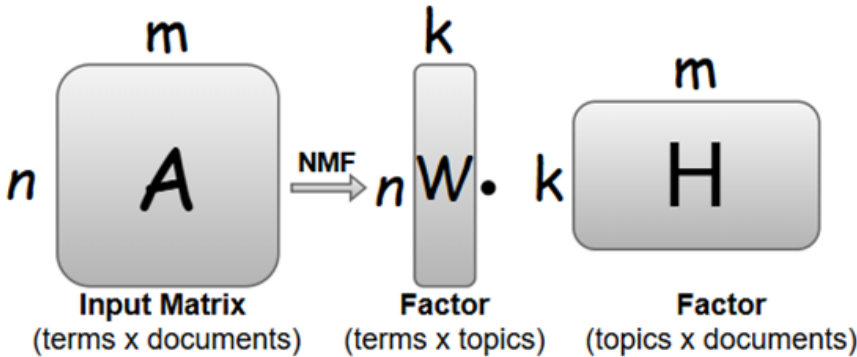 m
k
m
n
A
NMF
n
W
•
k
H
Input Matrix
(terms x documents)
Factor
(terms x topics)
Factor
(topics x documents)